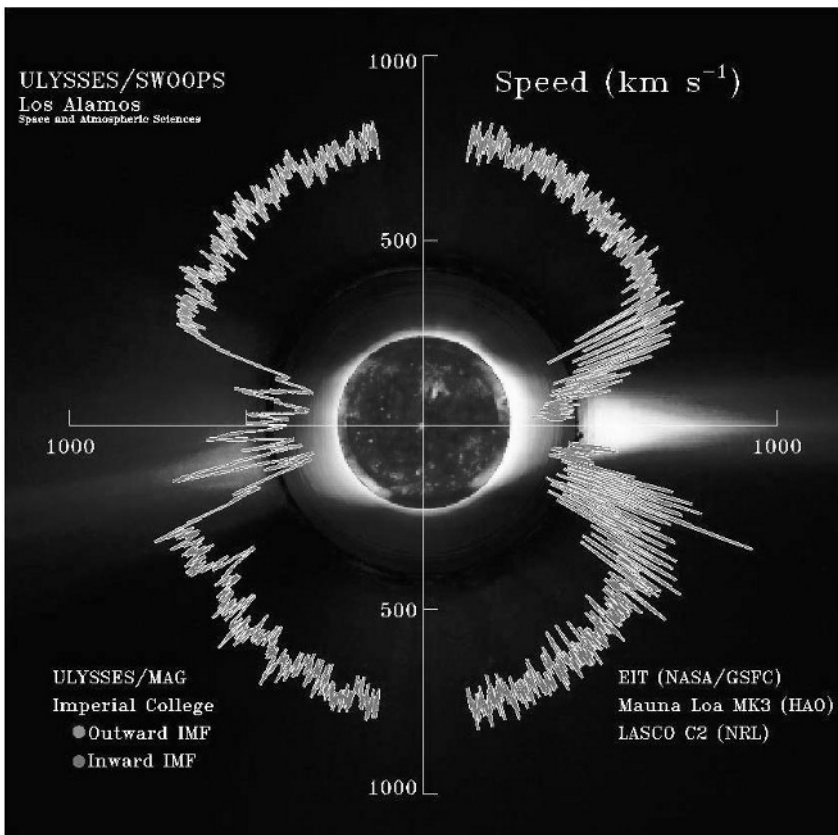 ULYSSES/SWOOPS
Los Alamos
Space and Atmospheric Sciences
Speed (km s⁻¹)
1000
500
1000
1000
500
1000
ULYSSES/MAG
Imperial College
Outward IMF
Inward IMF
EIT (NASA/GSFC)
Mauna Loa MK3 (HAO)
LASCO C2 (NRL)